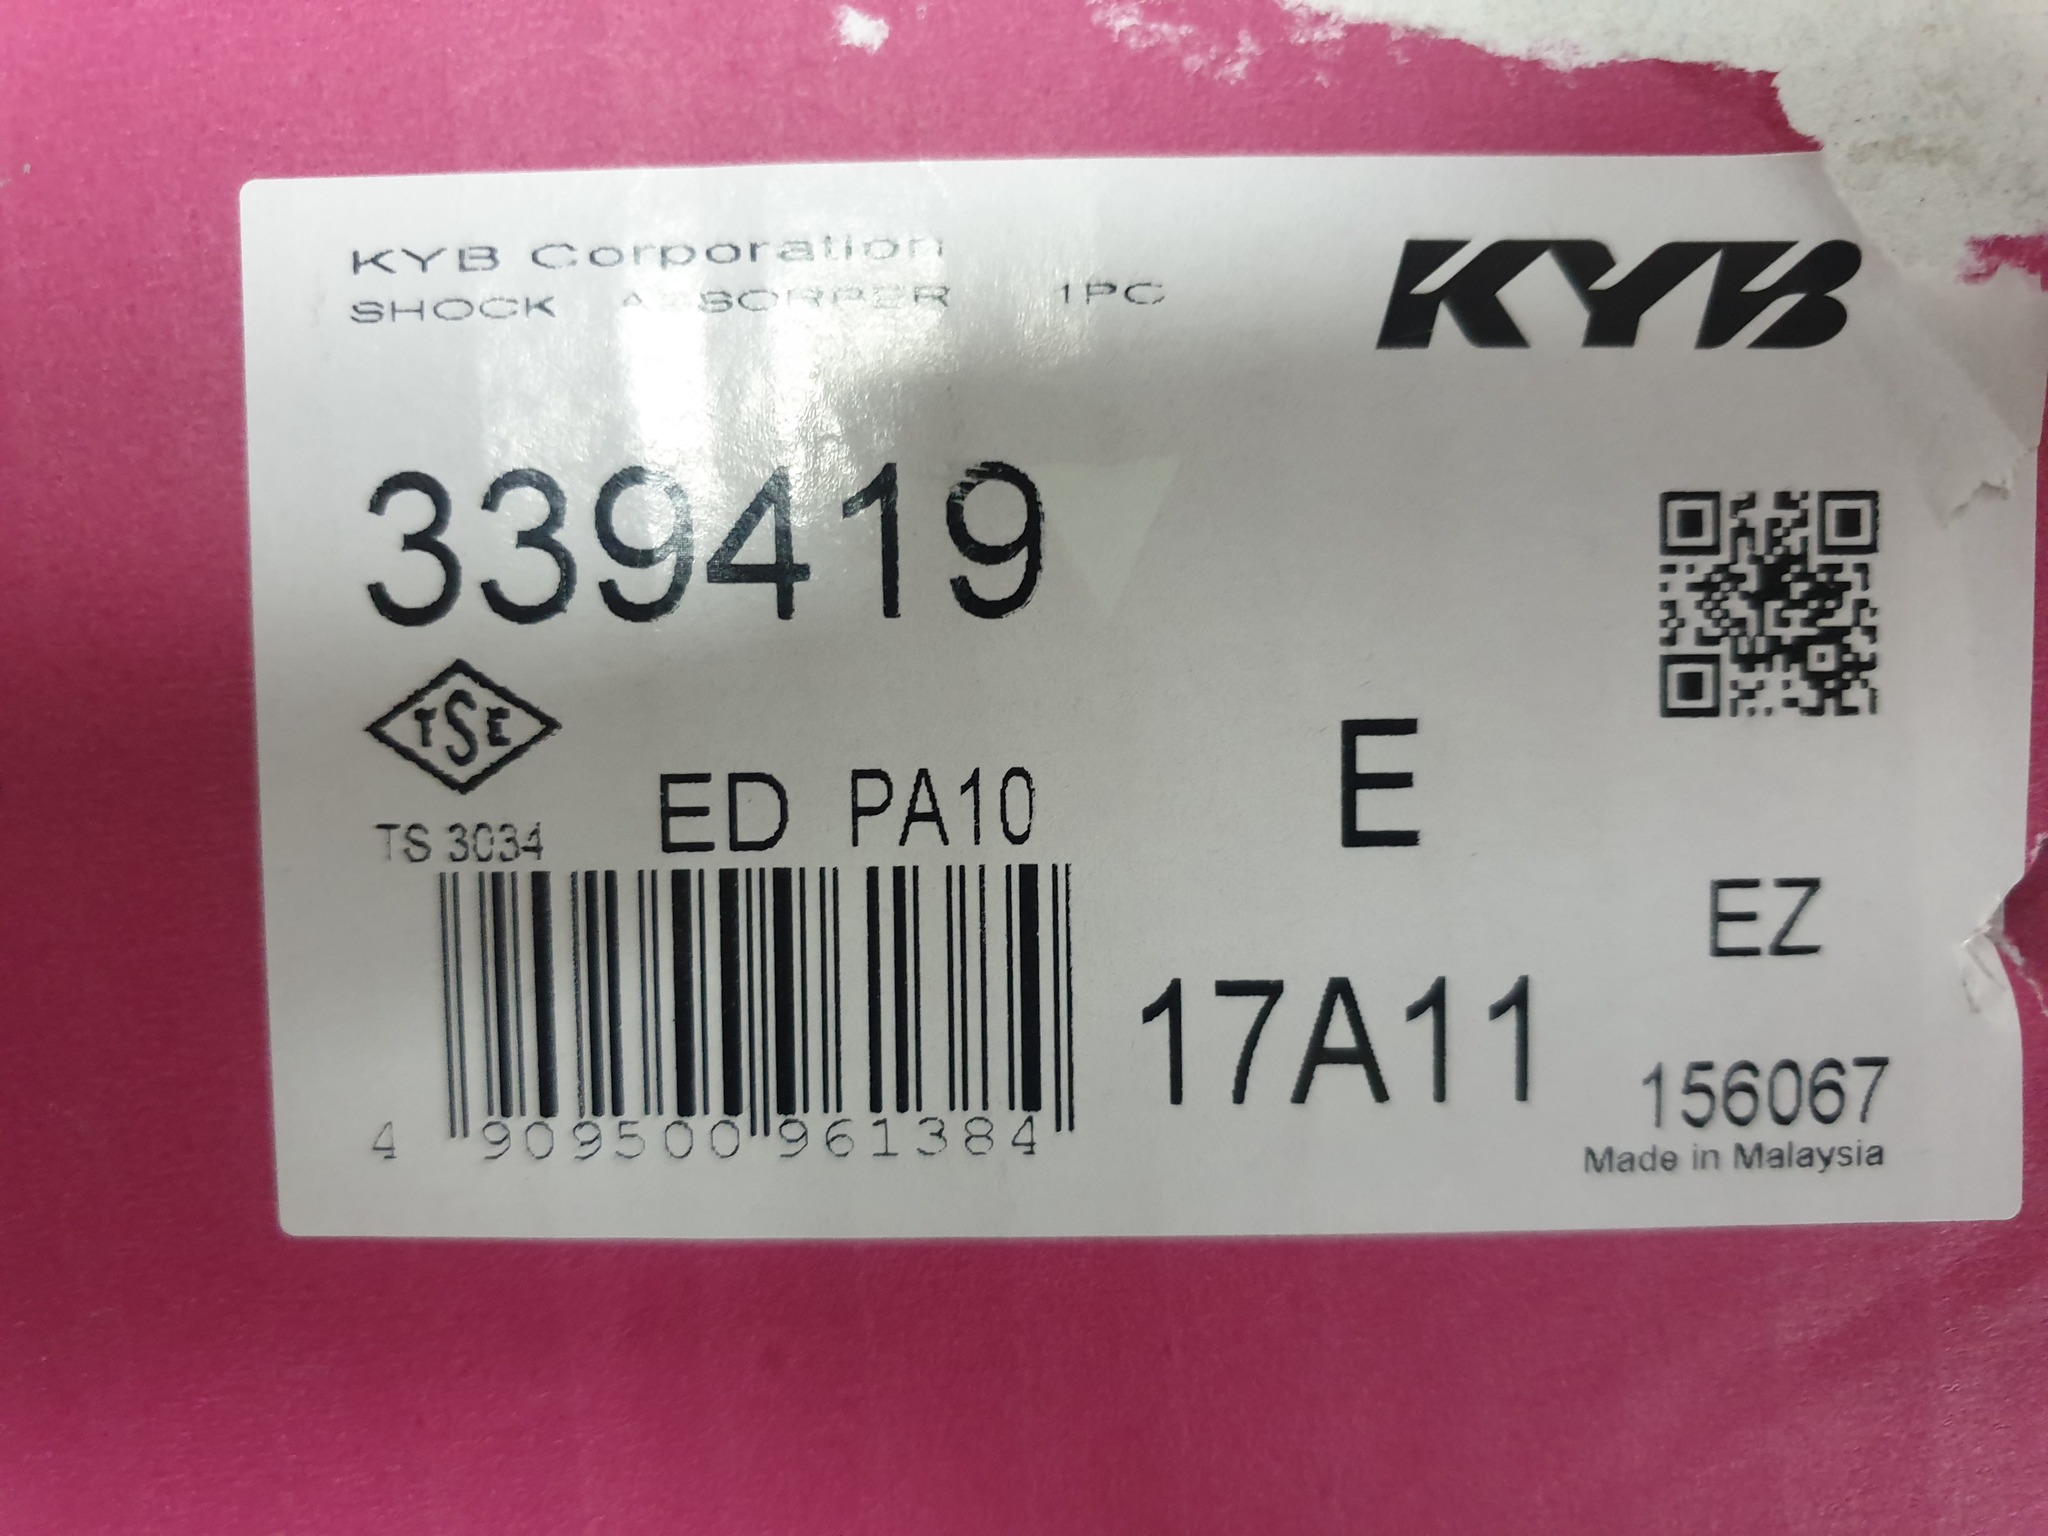 KYB Corporation
SHOCK ABSORBER 1PC
KYB
339419
TSE
TS 3034
ED PA10
E
EZ
17A11
4 909500 961384
156067
Made in Malaysia